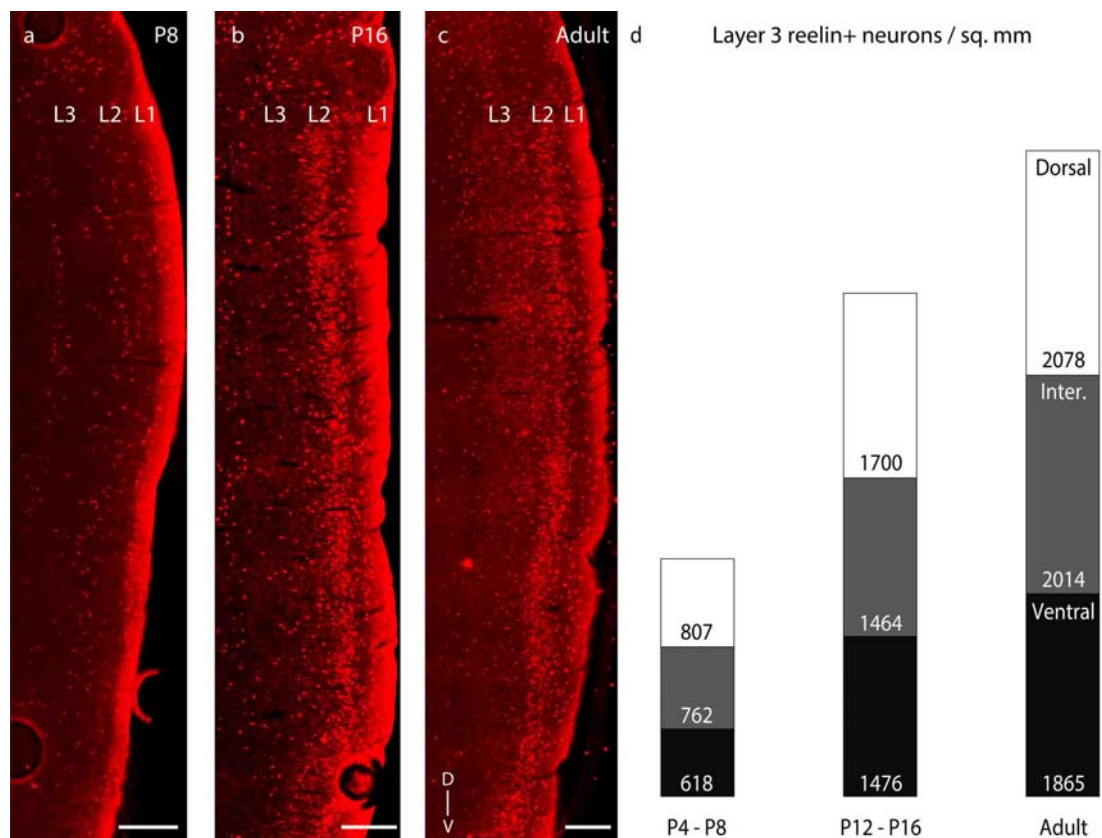 a P8
b P16
c Adult
d Layer 3 reelin+ neurons / sq. mm
L3 L2 L1
L3 L2 L1
L3 L2 L1
D
V
Dorsal
2078
Inter.
2014
Ventral
1865
1700
1464
1476
807
762
618
P4 - P8 P12 - P16 Adult